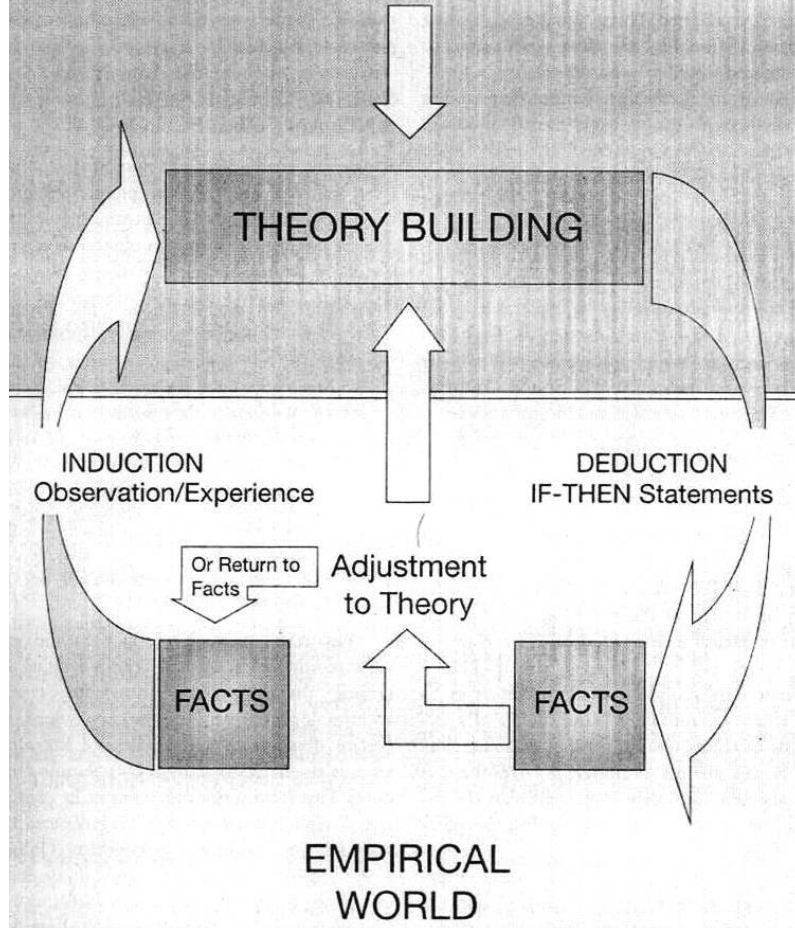 THEORY BUILDING
INDUCTION
Observation/Experience
DEDUCTION
IF-THEN Statements
Or Return to
Facts
Adjustment
to Theory
FACTS
FACTS
EMPIRICAL
WORLD